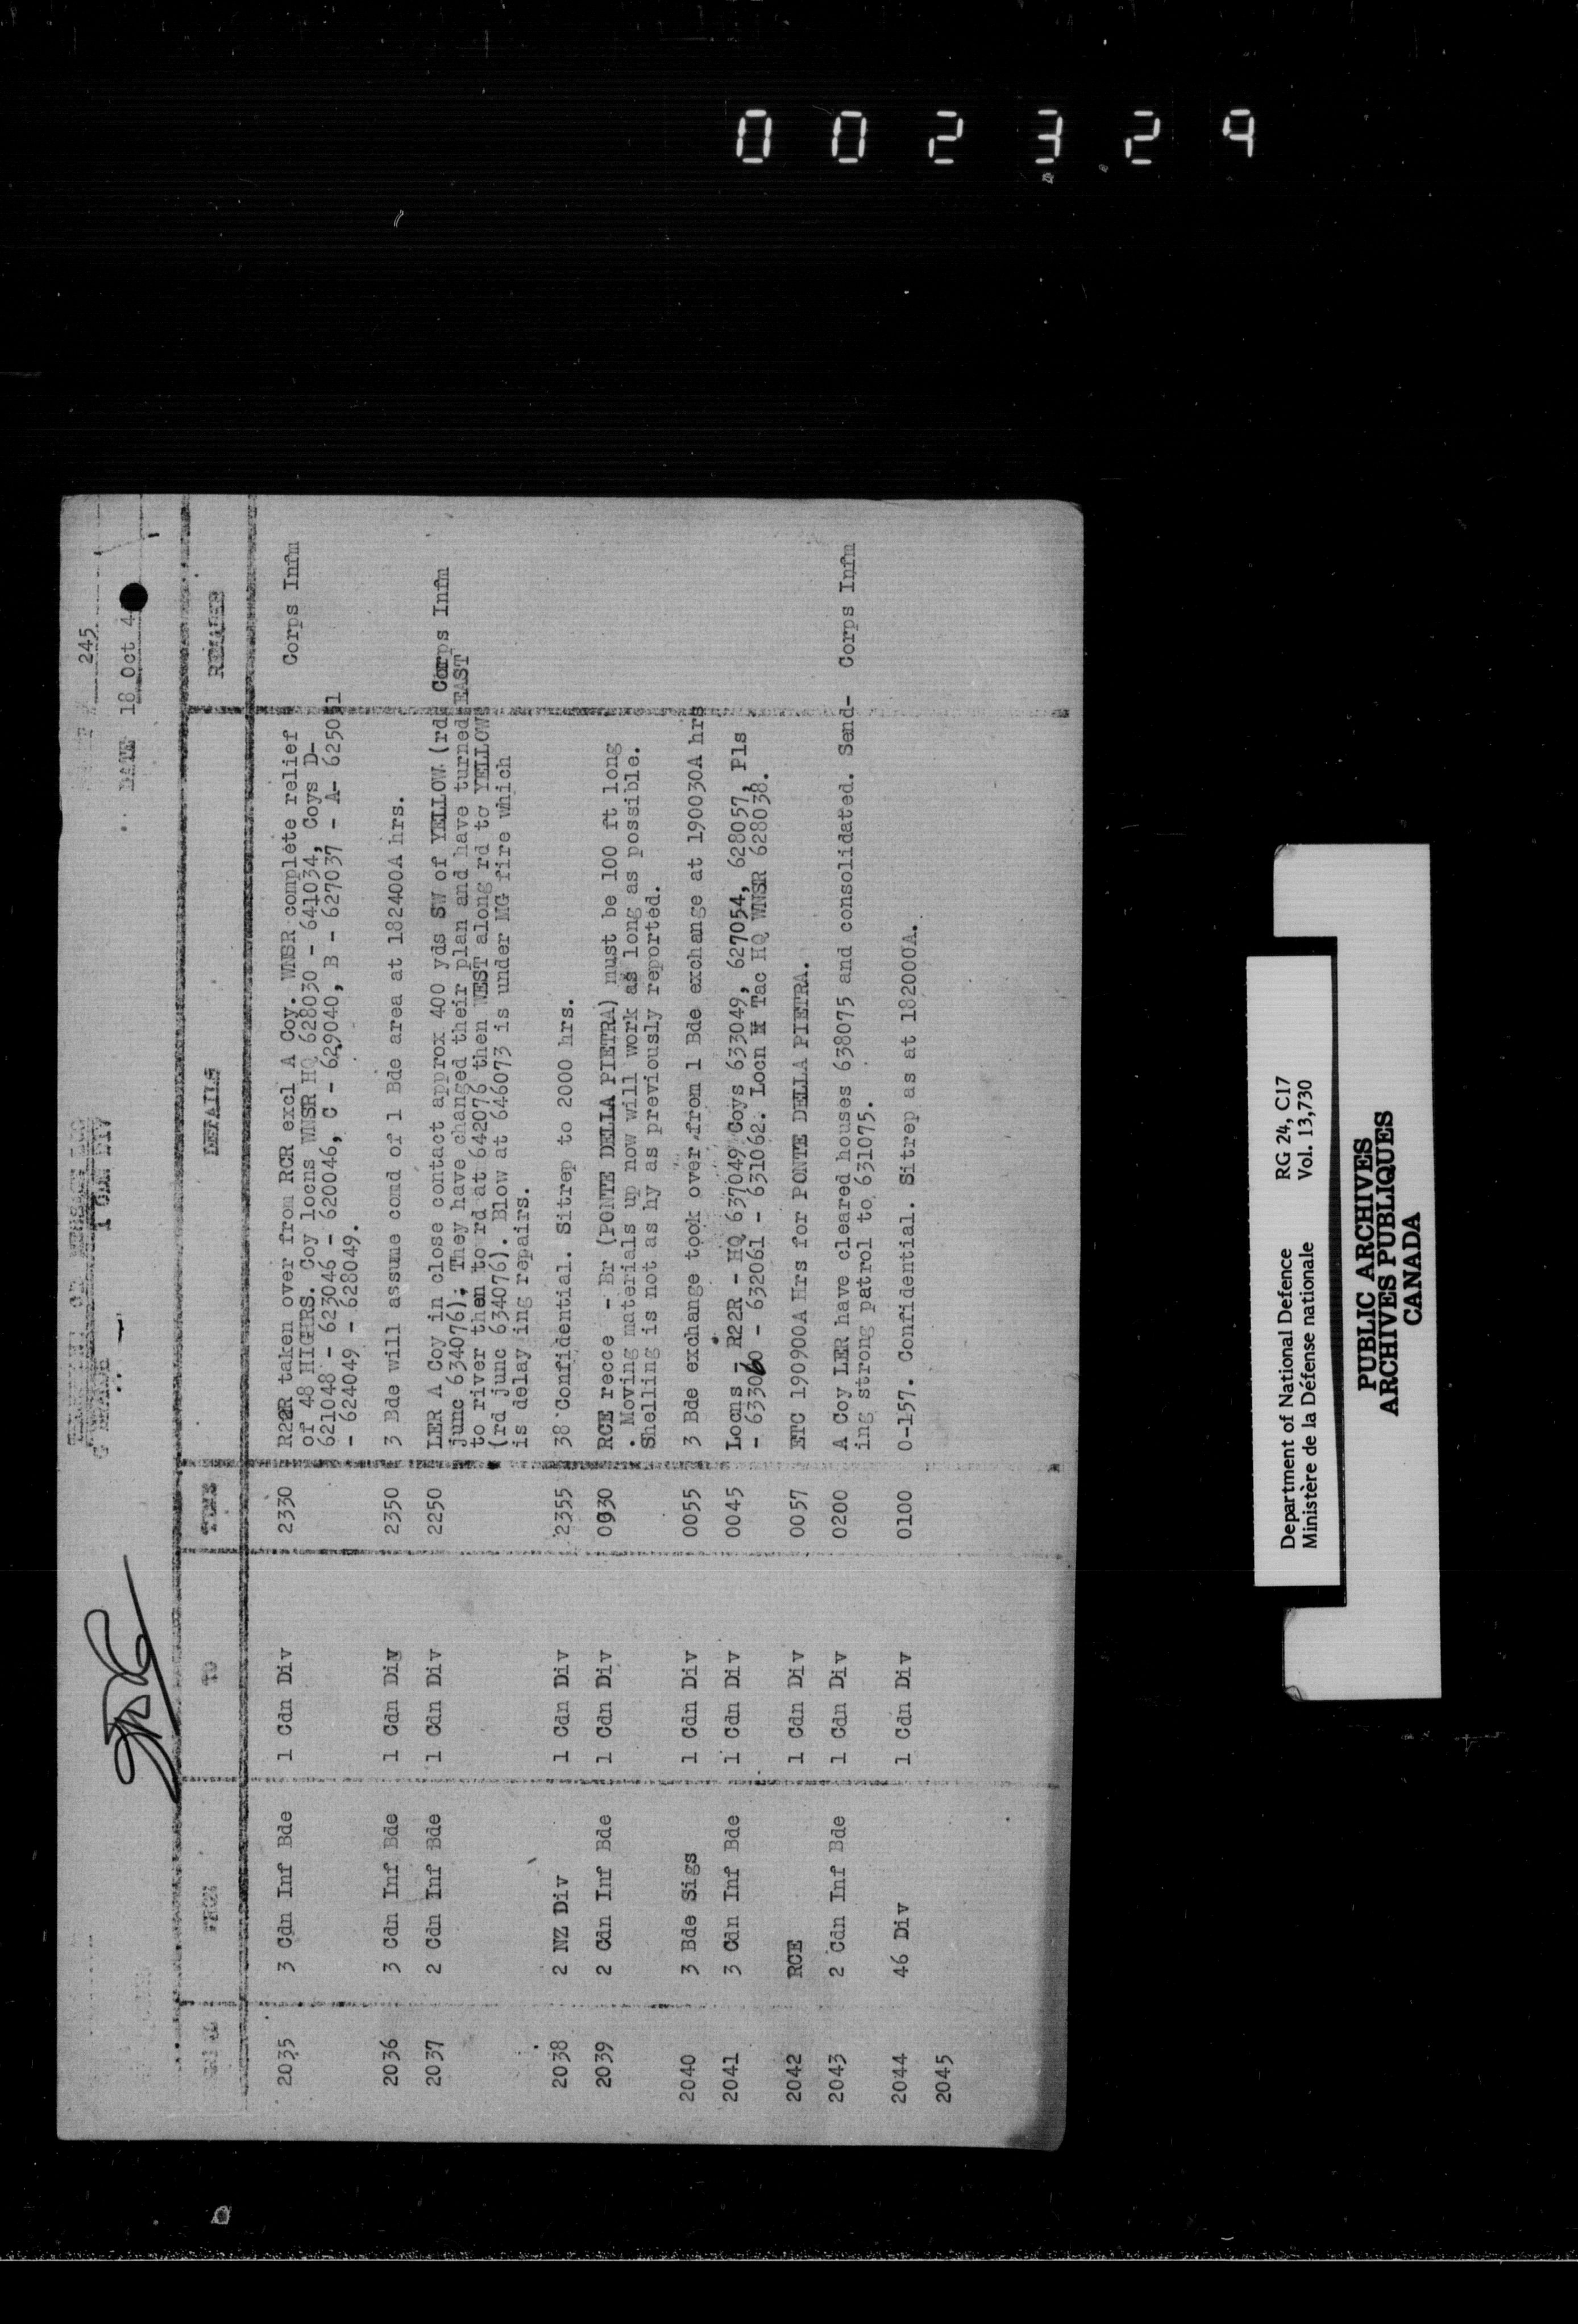 002329
245
G BRANCH 1 CDN DIV
DATE 18 Oct 4
SERIAL FROM TO TIME DETAILS REMARKS
2035 3 Cdn Inf Bde 1 Cdn Div 2330 R22R taken over from RCR excl A Coy. WNSR complete relief Corps Infm
of 48 HIGHRS. Coy locns WNSR HQ 628030 - 641034, Coys D-
621048 - 623046 - 620046, C - 629040, B - 627037 - A- 625051
- 624049 - 628049.
2036 3 Cdn Inf Bde 1 Cdn Div 2350 3 Bde will assume comd of 1 Bde area at 182400A hrs.
2037 2 Cdn Inf Bde 1 Cdn Div 2250 LER A Coy in close contact approx 400 yds SW of YELLOW (rd Corps Infm
junc 634076). They have changed their plan and have turned EAST
to river then to rd at 642076 then WEST along rd to YELLOW
(rd junc 634076). Blow at 646073 is under MG fire which
is delay ing repairs.
2038 2 NZ Div 1 Cdn Div 2355 38 Confidential. Sitrep to 2000 hrs.
2039 2 Cdn Inf Bde 1 Cdn Div 0030 RCE recce - Br (PONTE DELLA PIETRA) must be 100 ft long
. Moving materials up now will work as long as possible.
Shelling is not as hy as previously reported.
2040 3 Bde Sigs 1 Cdn Div 0055 3 Bde exchange took over from 1 Bde exchange at 190030A hrs
2041 3 Cdn Inf Bde 1 Cdn Div 0045 Locns - R22R - HQ 637049 Coys 633049, 627054, 628057, Pls
- 633060 - 632061 - 631062. Locn Tac HQ WNSR 628038.
2042 RCE 1 Cdn Div 0057 ETC 190900A Hrs for PONTE DELLA PIETRA.
2043 2 Cdn Inf Bde 1 Cdn Div 0200 A Coy LER have cleared houses 638075 and consolidated. Send- Corps Infm
ing strong patrol to 631075.
2044 46 Div 1 Cdn Div 0100 O-157. Confidential. Sitrep as at 182000A.
2045
Department of National Defence RG 24, C17
Ministère de la Défense nationale Vol. 13,730
PUBLIC ARCHIVES
ARCHIVES PUBLIQUES
CANADA